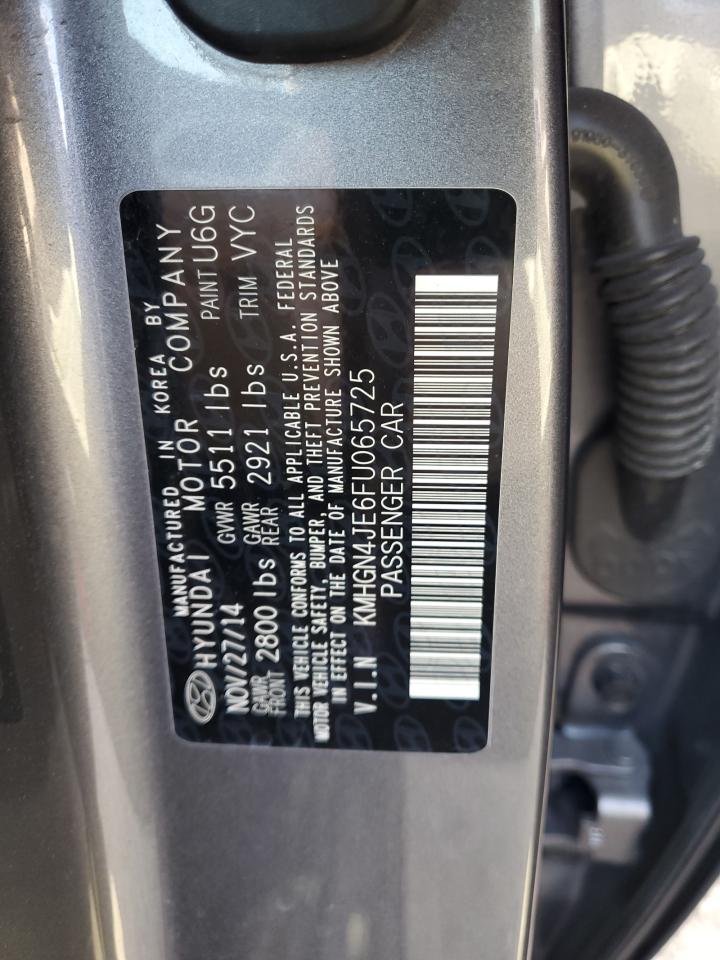 MANUFACTURED IN KOREA BY
HYUNDAI MOTOR COMPANY
NOV/27/14 GVWR 5511 lbs PAINT U6G
GAWR FRONT 2800 lbs GAWR REAR 2921 lbs TRIM VYC
THIS VEHICLE CONFORMS TO ALL APPLICABLE U.S.A. FEDERAL
MOTOR VEHICLE SAFETY, BUMPER, AND THEFT PREVENTION STANDARDS
IN EFFECT ON THE DATE OF MANUFACTURE SHOWN ABOVE
V.I.N KMHGN4JE6FU065725
PASSENGER CAR